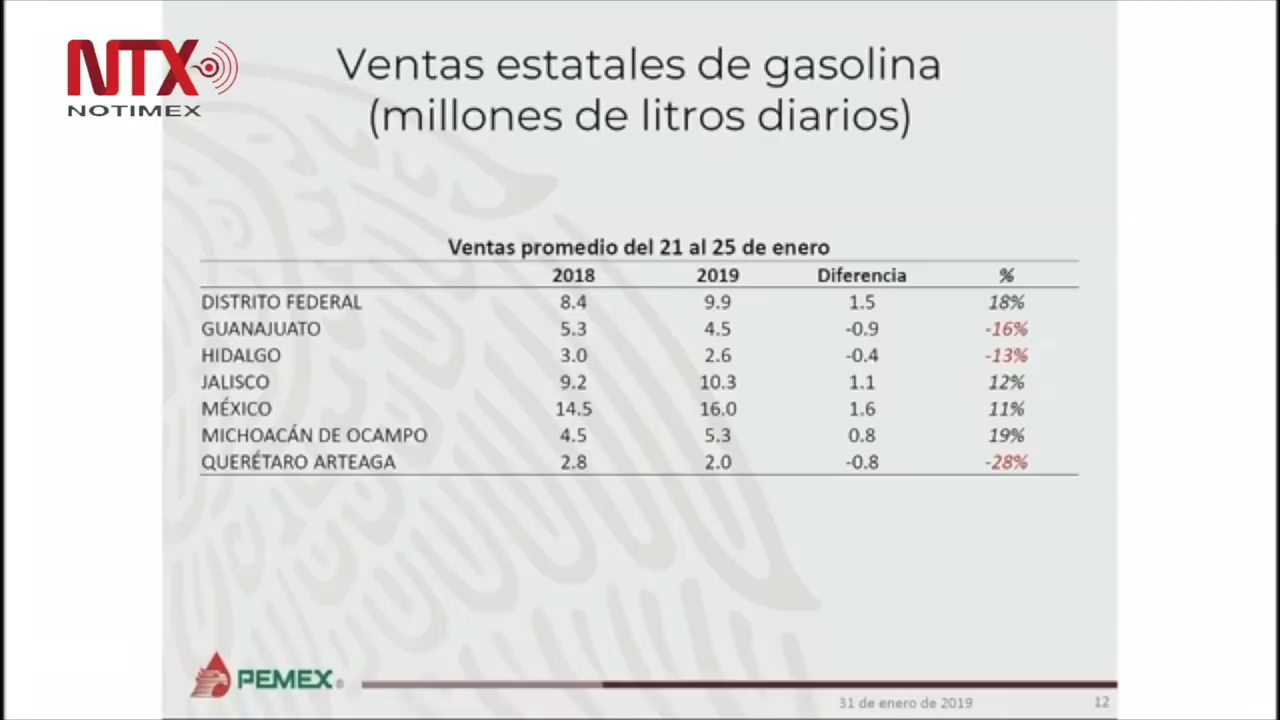 NTX
NOTIMEX
Ventas estatales de gasolina
(millones de litros diarios)
Ventas promedio del 21 al 25 de enero
2018 2019 Diferencia %
DISTRITO FEDERAL 8.4 9.9 1.5 18%
GUANAJUATO 5.3 4.5 -0.9 -16%
HIDALGO 3.0 2.6 -0.4 -13%
JALISCO 9.2 10.3 1.1 12%
MÉXICO 14.5 16.0 1.6 11%
MICHOACÁN DE OCAMPO 4.5 5.3 0.8 19%
QUERÉTARO ARTEAGA 2.8 2.0 -0.8 -28%
PEMEX®
31 de enero de 2019 12